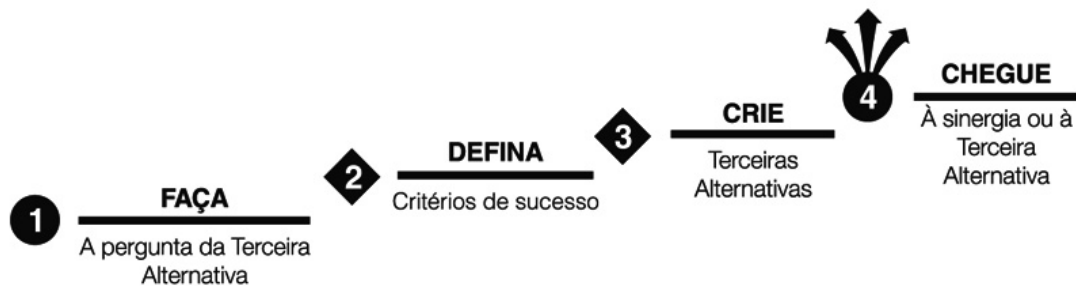 1
FAÇA
A pergunta da Terceira
Alternativa
2
DEFINA
Critérios de sucesso
3
CRIE
Terceiras
Alternativas
4
CHEGUE
À sinergia ou à
Terceira
Alternativa